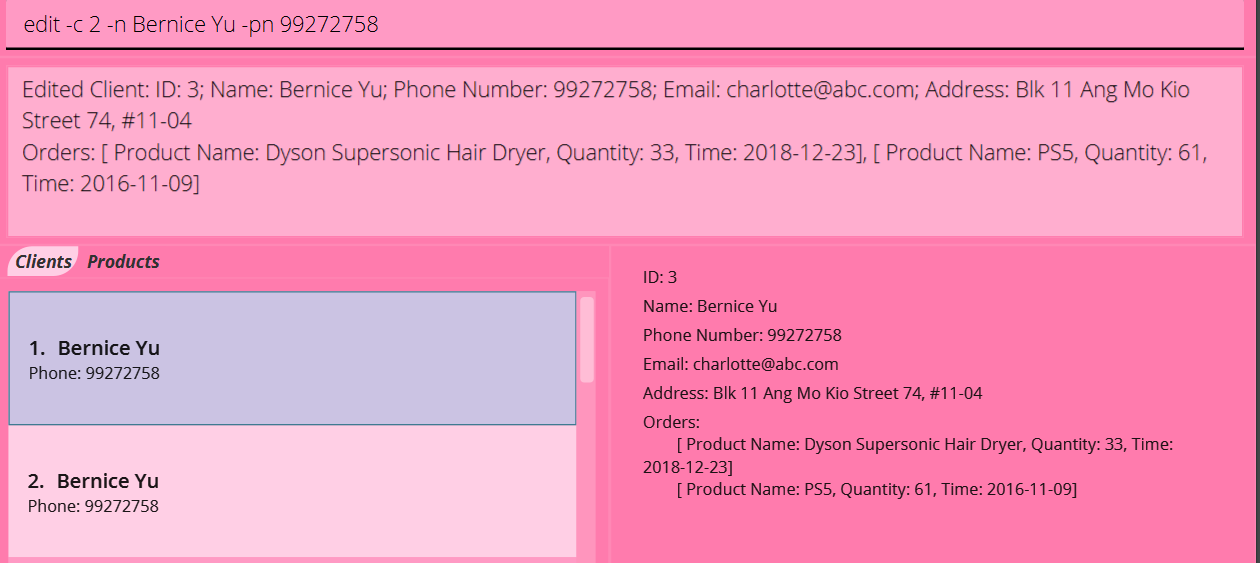 edit -c 2 -n Bernice Yu -pn 99272758
Edited Client: ID: 3; Name: Bernice Yu; Phone Number: 99272758; Email: charlotte@abc.com; Address: Blk 11 Ang Mo Kio
Street 74, #11-04
Orders: [ Product Name: Dyson Supersonic Hair Dryer, Quantity: 33, Time: 2018-12-23], [ Product Name: PS5, Quantity: 61,
Time: 2016-11-09]
Clients Products
1. Bernice Yu
Phone: 99272758
2. Bernice Yu
Phone: 99272758
ID: 3
Name: Bernice Yu
Phone Number: 99272758
Email: charlotte@abc.com
Address: Blk 11 Ang Mo Kio Street 74, #11-04
Orders:
[ Product Name: Dyson Supersonic Hair Dryer, Quantity: 33, Time:
2018-12-23]
[ Product Name: PS5, Quantity: 61, Time: 2016-11-09]